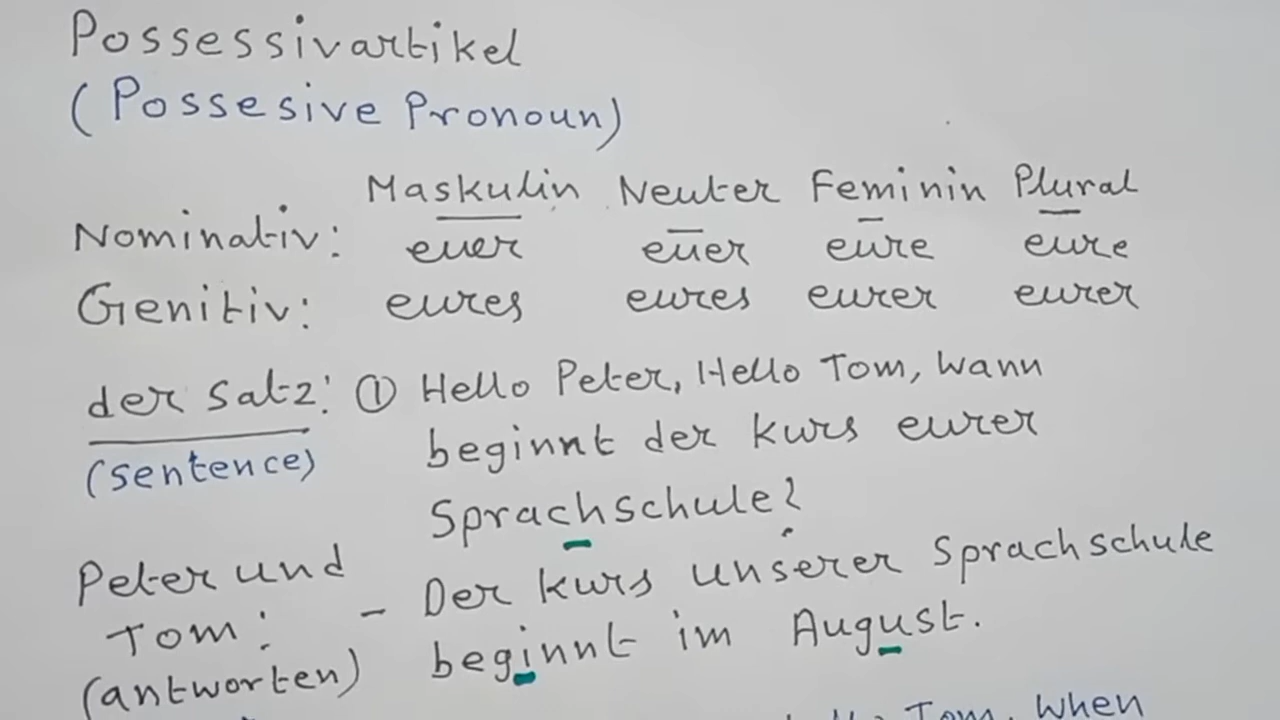 Possessivartikel
(Possesive Pronoun)
Maskulin Neuter Feminin Plural
Nominativ: euer euer eure eure
Genitiv: eures eures eurer eurer
der Satz: ① Hello Peter, Hello Tom, wann
(sentence) beginnt der kurs eurer
Sprachschule?
Peter und - Der kurs unserer Sprachschule
Tom: beginnt im August.
(antworten)
Tom, when